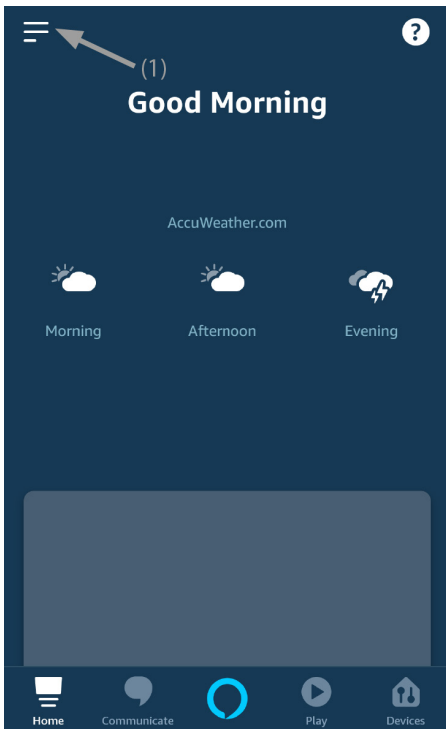 ?
(1)
Good Morning
AccuWeather.com
Morning Afternoon Evening
Home Communicate Play Devices